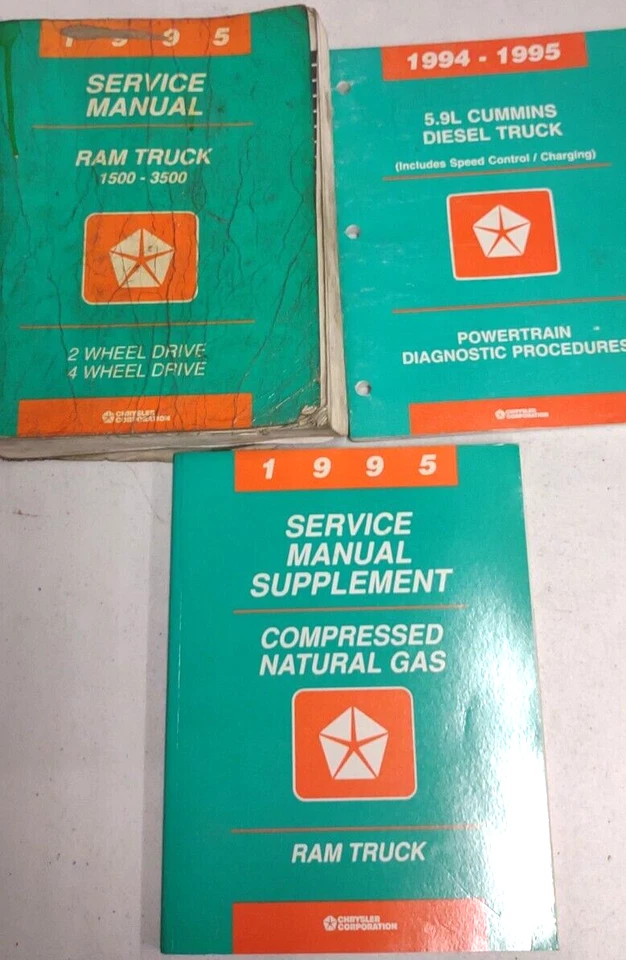 1 9 9 5
SERVICE
MANUAL
RAM TRUCK
1500 - 3500
2 WHEEL DRIVE
4 WHEEL DRIVE
CHRYSLER
CORPORATION
1994 - 1995
5.9L CUMMINS
DIESEL TRUCK
(Includes Speed Control / Charging)
POWERTRAIN
DIAGNOSTIC PROCEDURES
CHRYSLER
CORPORATION
1 9 9 5
SERVICE
MANUAL
SUPPLEMENT
COMPRESSED
NATURAL GAS
RAM TRUCK
CHRYSLER
CORPORATION